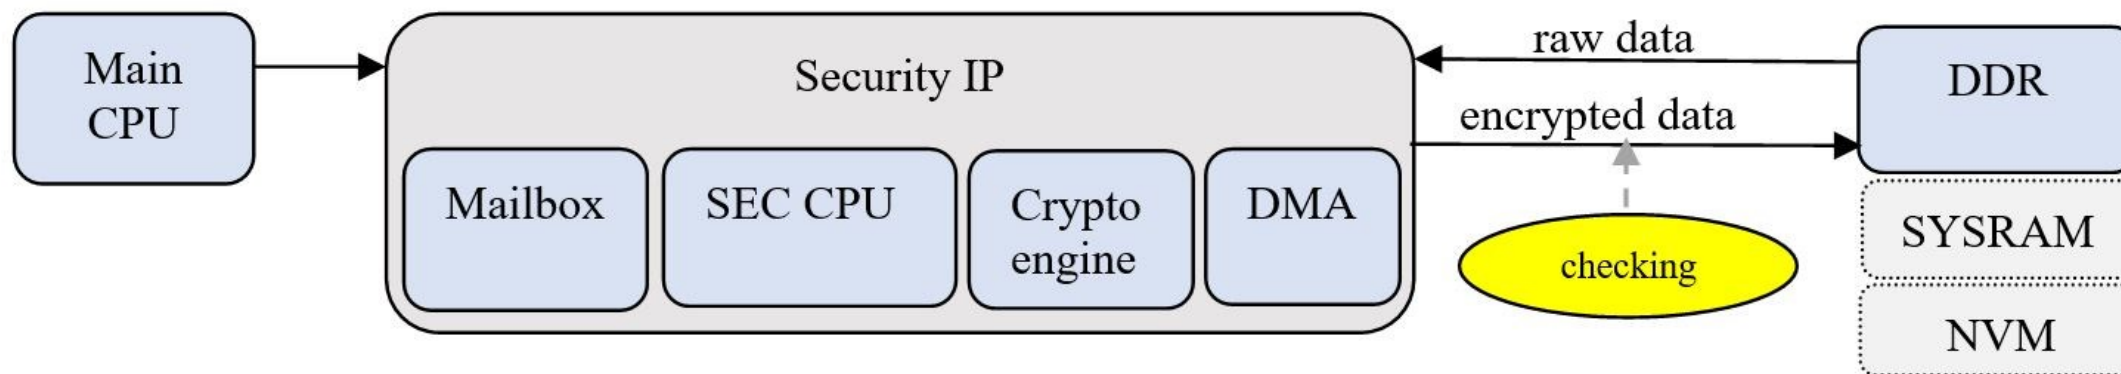 Main
CPU
Security IP
Mailbox
SEC CPU
Crypto
engine
DMA
raw data
encrypted data
checking
DDR
SYSRAM
NVM